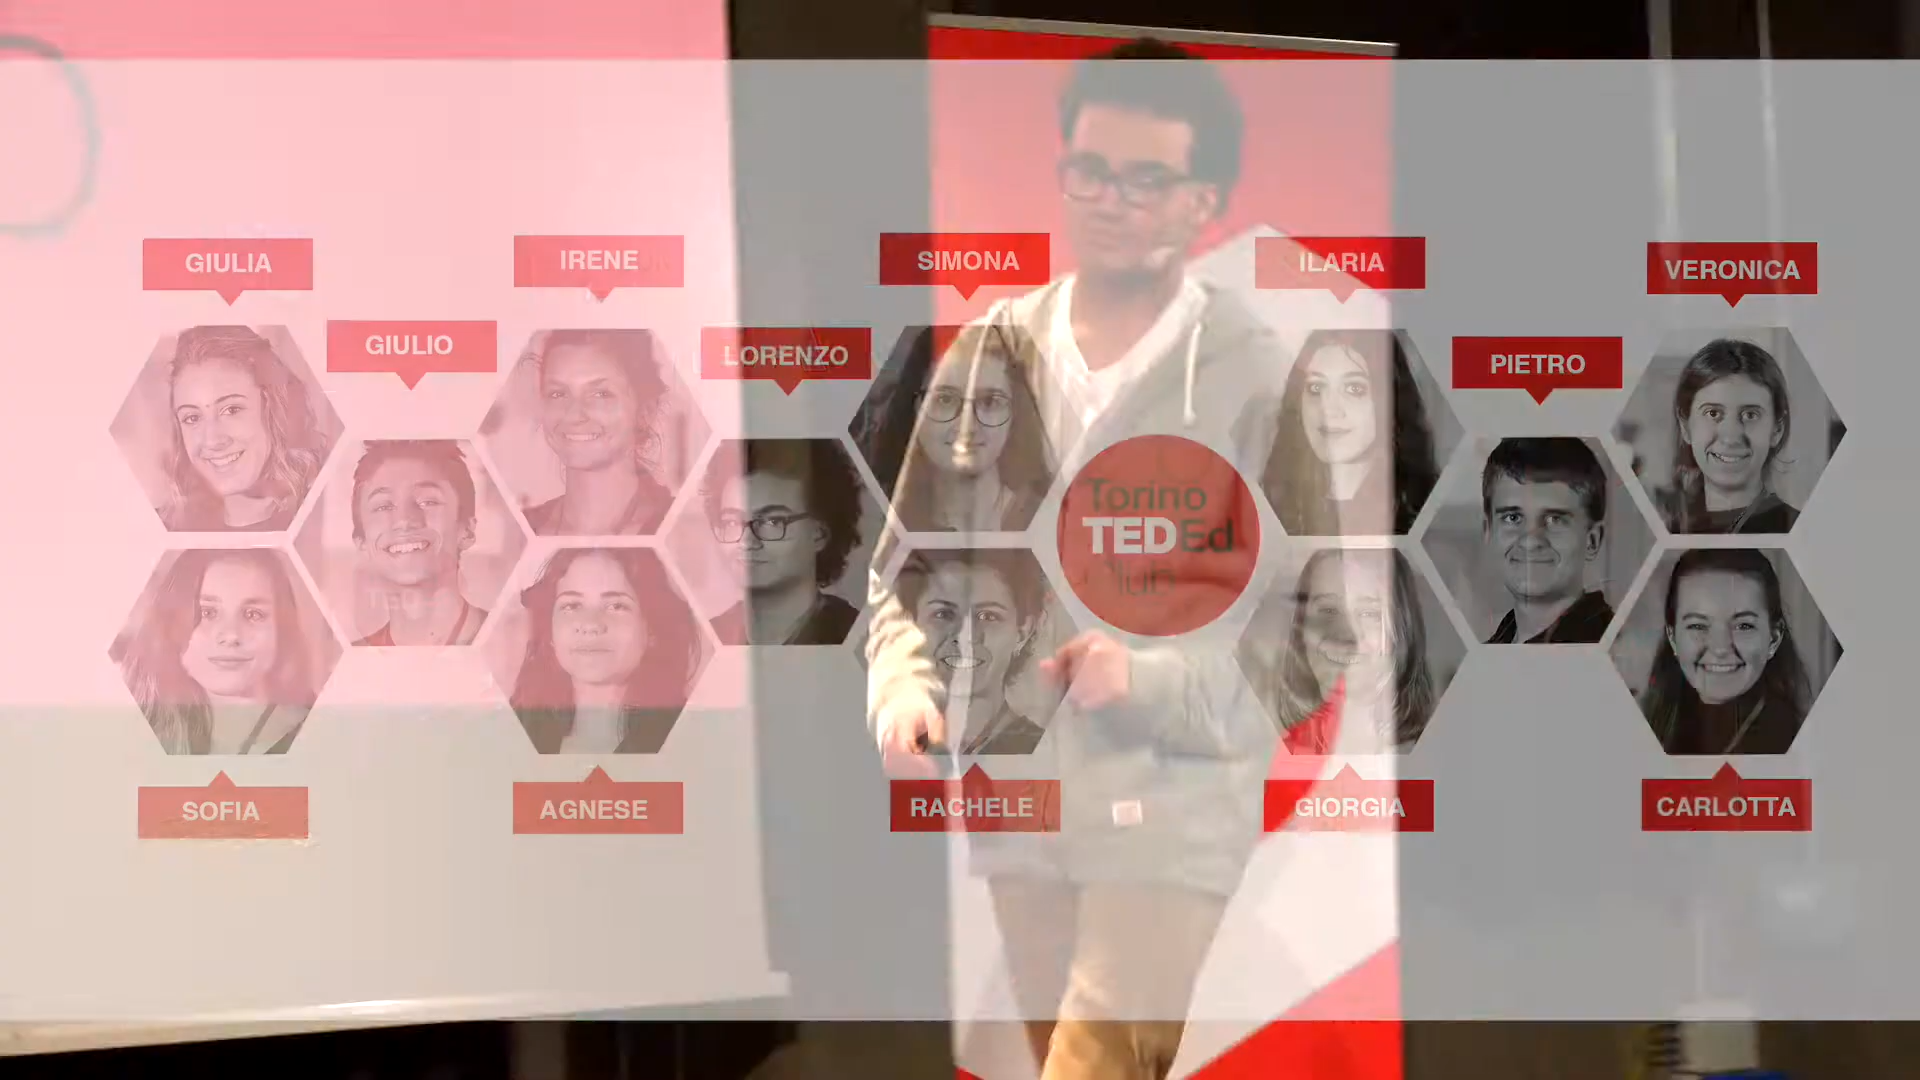 GIULIA
IRENE
SIMONA
ILARIA
VERONICA
GIULIO
LORENZO
PIETRO
Torino
TEDEd
Club
SOFIA
AGNESE
RACHELE
GIORGIA
CARLOTTA